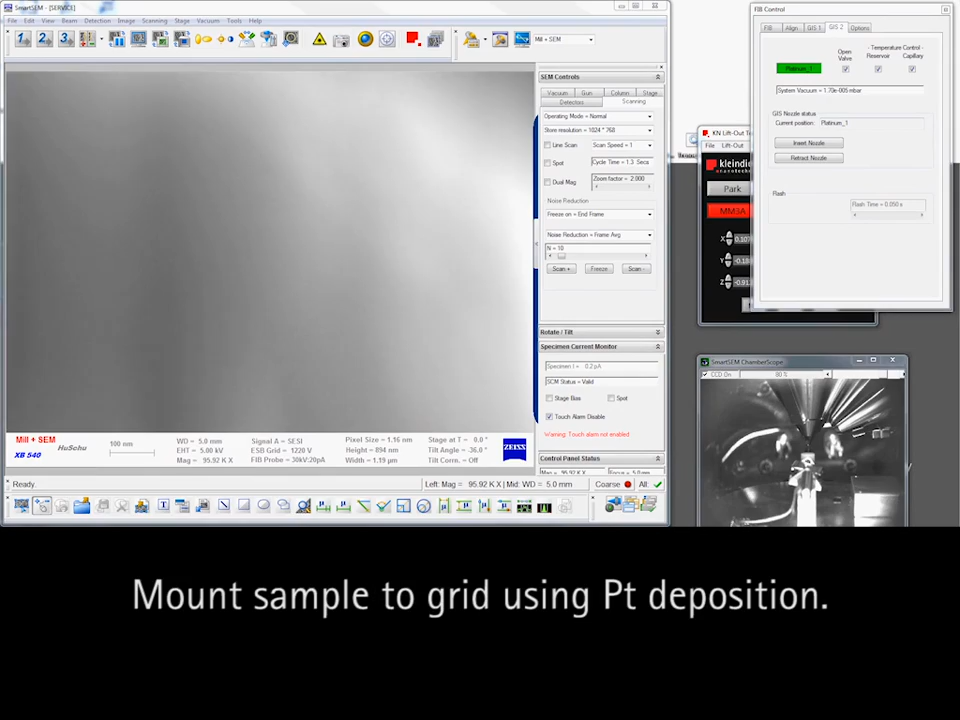 SmartSEM - [SERVICE]
File Edit View Beam Detection Image Scanning Stage Vacuum Tools Help
1 2 3
Mill + SEM
SEM Controls
Vacuum Gun Column Stage
Detectors Scanning
Operating Mode = Normal
Store resolution = 1024 * 768
Line Scan Scan Speed = 1
Spot Cycle Time = 1.3 Secs
Dual Mag Zoom factor = 2.000
Noise Reduction
Freeze on = End Frame
Noise Reduction = Frame Avg
N = 10
Scan + Freeze Scan -
Rotate / Tilt
Specimen Current Monitor
Specimen I = 0.2 pA
SCM Status = Valid
Stage Bias Spot
Touch Alarm Disable
Warning: Touch alarm not enabled
Control Panel Status
Mill + SEM
XB 540
HuSchu
100 nm
WD = 5.0 mm
EHT = 5.00 kV
Mag = 95.92 K X
Signal A = SESI
ESB Grid = 1220 V
FIB Probe = 30kV:20pA
Pixel Size = 1.16 nm
Height = 894 nm
Width = 1.19 µm
Stage at T = 0.0 °
Tilt Angle = -36.0 °
Tilt Corrn. = Off
ZEISS
Ready.
Left: Mag = 95.92 K X | Mid: WD = 5.0 mm Coarse All:
FIB Control
FIB Align GIS 1 GIS 2 Options
Open Valve
- Temperature Control -
Reservoir Capillary
Platinum_1
System Vacuum = 1.70e-005 mbar
GIS Nozzle status
Current position: Platinum_1
Insert Nozzle
Retract Nozzle
Flash
Flash Time = 0.050 s
KN Lift-Out
File Lift-Out
kleindie
nanotechn
Park
MM3A
X
Y
Z
SmartSEM ChamberScope
CCD On 80 %
Mount sample to grid using Pt deposition.